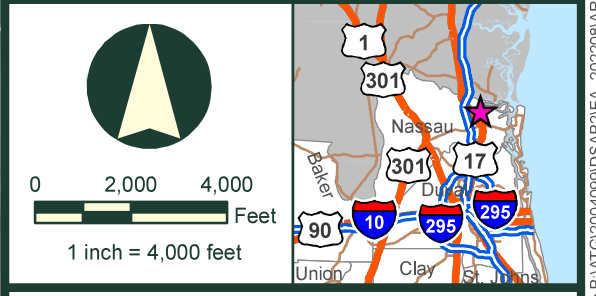 0 2,000 4,000
Feet
1 inch = 4,000 feet
1
301
Nassau
301
17
Baker
Duval
10
295
295
90
Union
Clay
St. Johns